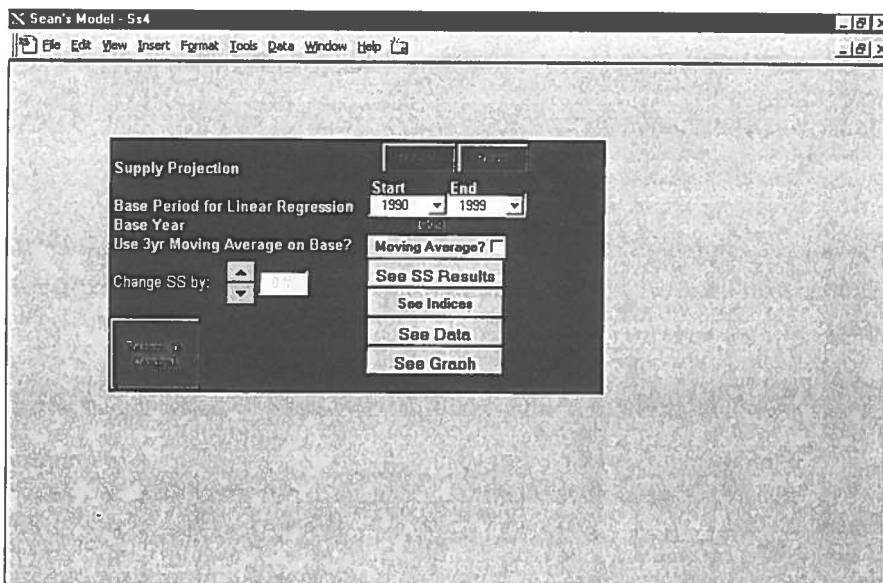 Sean's Model - Ss4
File Edit View Insert Format Tools Data Window Help
Supply Projection
Start End
Base Period for Linear Regression 1990 1999
Base Year
Use 3yr Moving Average on Base? Moving Average?
Change SS by:
See SS Results
See Indices
See Data
See Graph